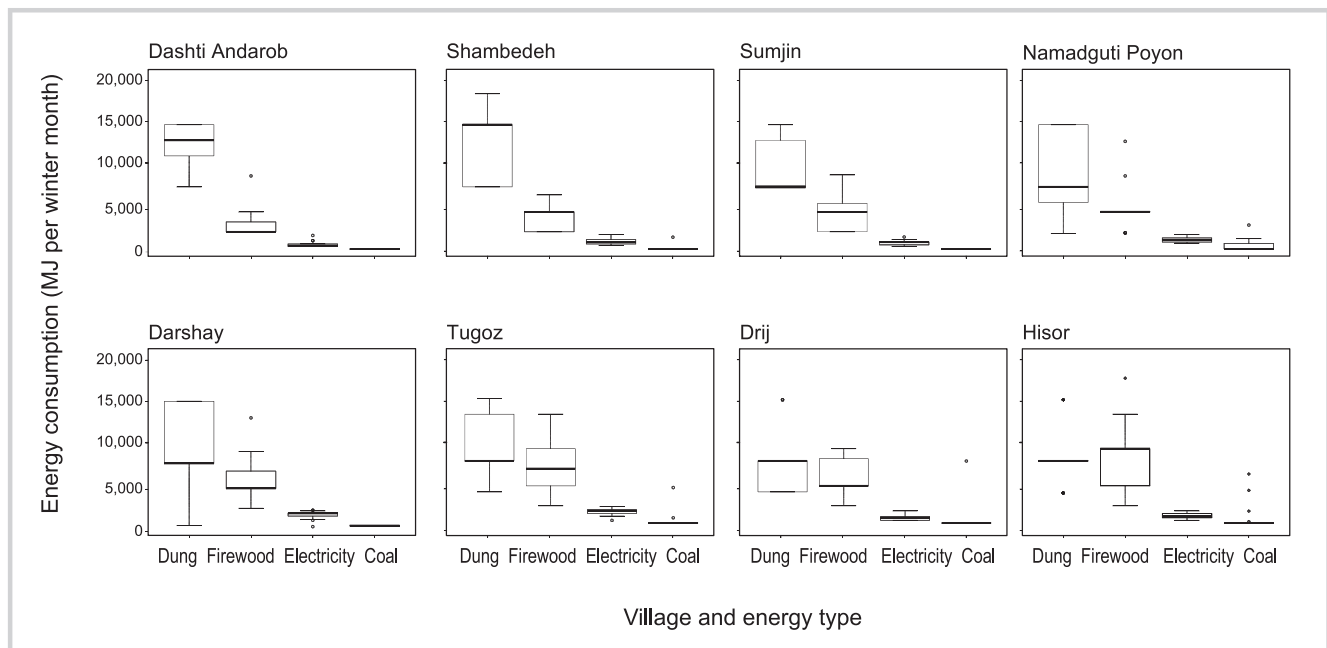 Dashti Andarob
Shambedeh
Sumjin
Namadguti Poyon
20,000
15,000
10,000
5,000
0
Energy consumption (MJ per winter month)
Darshay
Tugoz
Drij
Hisor
20,000
15,000
10,000
5,000
0
Dung Firewood Electricity Coal
Dung Firewood Electricity Coal
Dung Firewood Electricity Coal
Dung Firewood Electricity Coal
Village and energy type